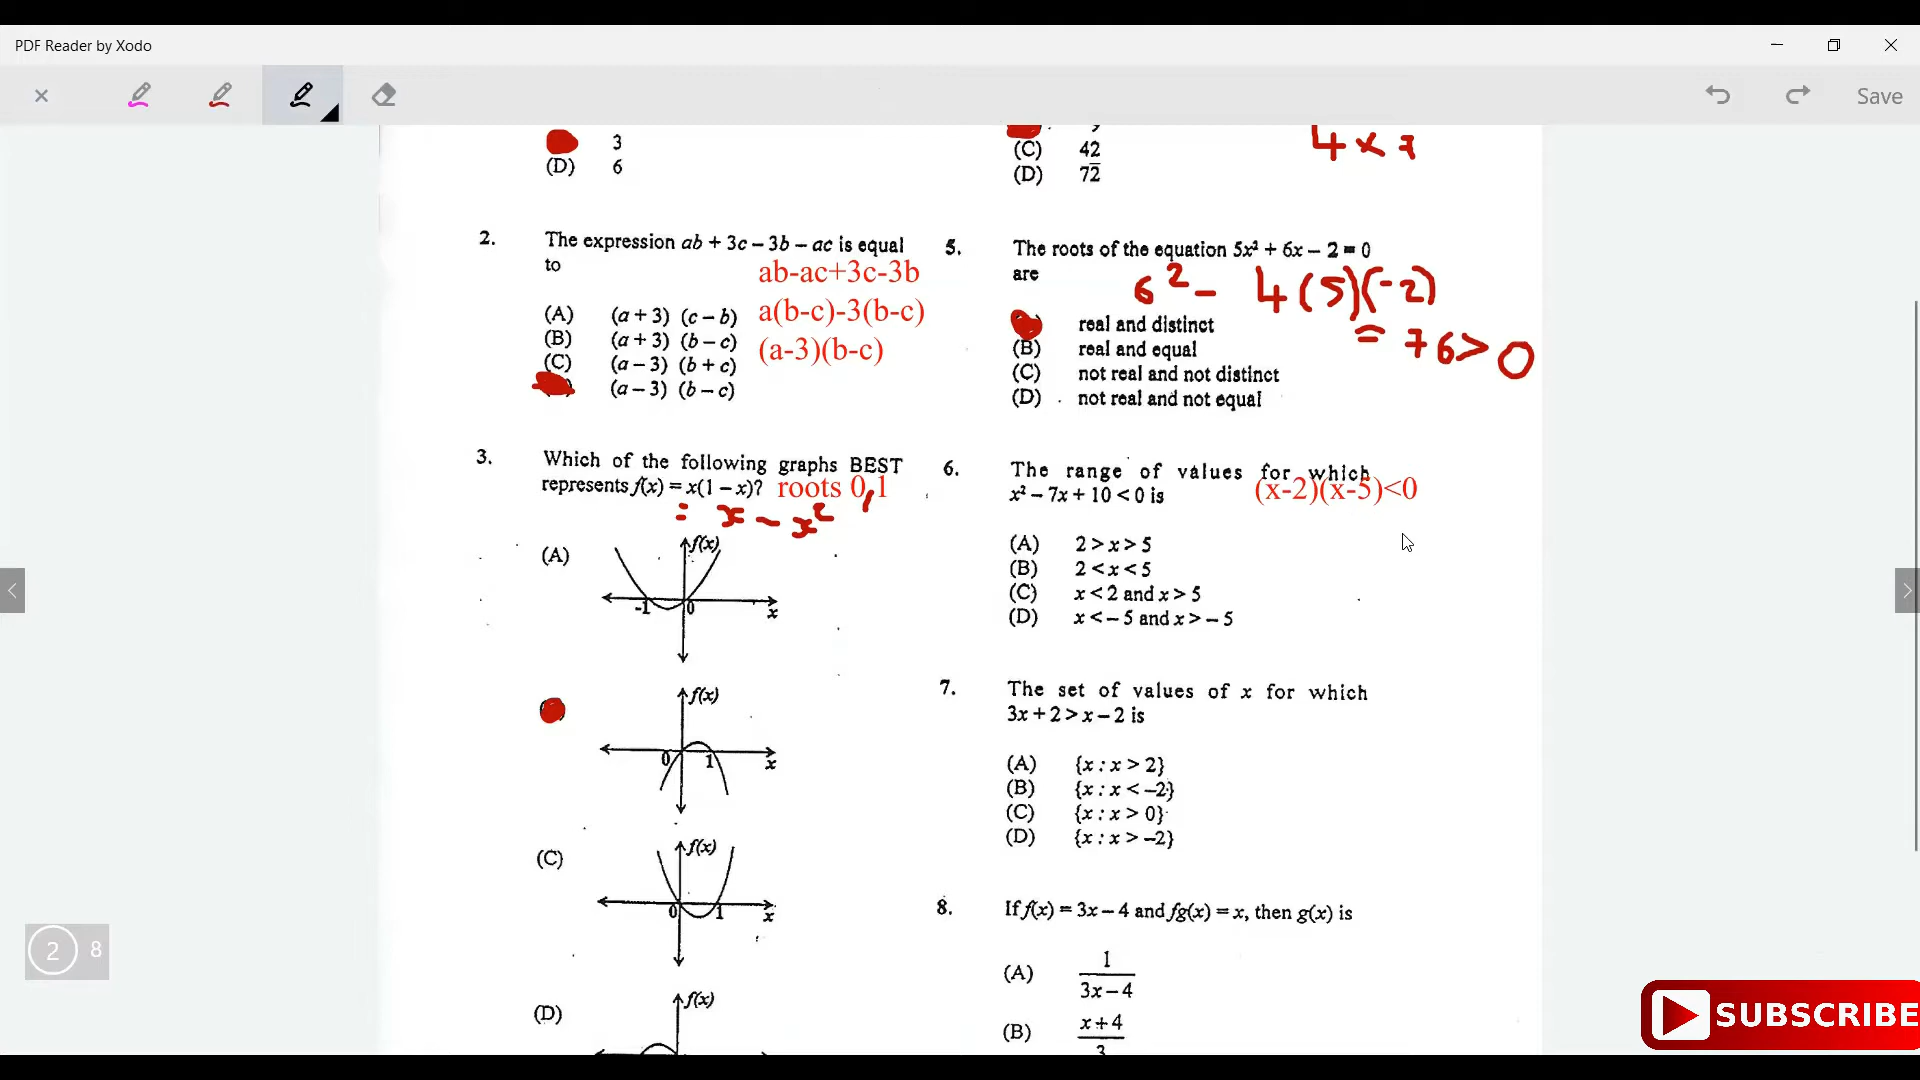 PDF Reader by Xodo
Save
3
(D) 6
(C) 42
(D) 72
4 x 7
2. The expression ab + 3c – 3b – ac is equal
to
ab-ac+3c-3b
(A) (a + 3) (c – b)
a(b-c)-3(b-c)
(B) (a + 3) (b – c)
(a-3)(b-c)
(C) (a – 3) (b + c)
(a – 3) (b – c)
3. Which of the following graphs BEST
represents f(x) = x(1 – x)?
roots 0,1
= x – x²
(A)
f(x)
-1 0 x
f(x)
0 1 x
(C)
f(x)
0 1 x
(D)
f(x)
5. The roots of the equation 5x² + 6x – 2 = 0
are
6² – 4(5)(-2)
= 76 > 0
real and distinct
(B) real and equal
(C) not real and not distinct
(D) not real and not equal
6. The range of values for which
x² – 7x + 10 < 0 is
(x-2)(x-5)<0
(A) 2 > x > 5
(B) 2 < x < 5
(C) x < 2 and x > 5
(D) x < – 5 and x > – 5
7. The set of values of x for which
3x + 2 > x – 2 is
(A) {x : x > 2}
(B) {x : x < –2}
(C) {x : x > 0}
(D) {x : x > –2}
8. If f(x) = 3x – 4 and fg(x) = x, then g(x) is
(A) 1
3x – 4
(B) x + 4
3
2 8
SUBSCRIBE